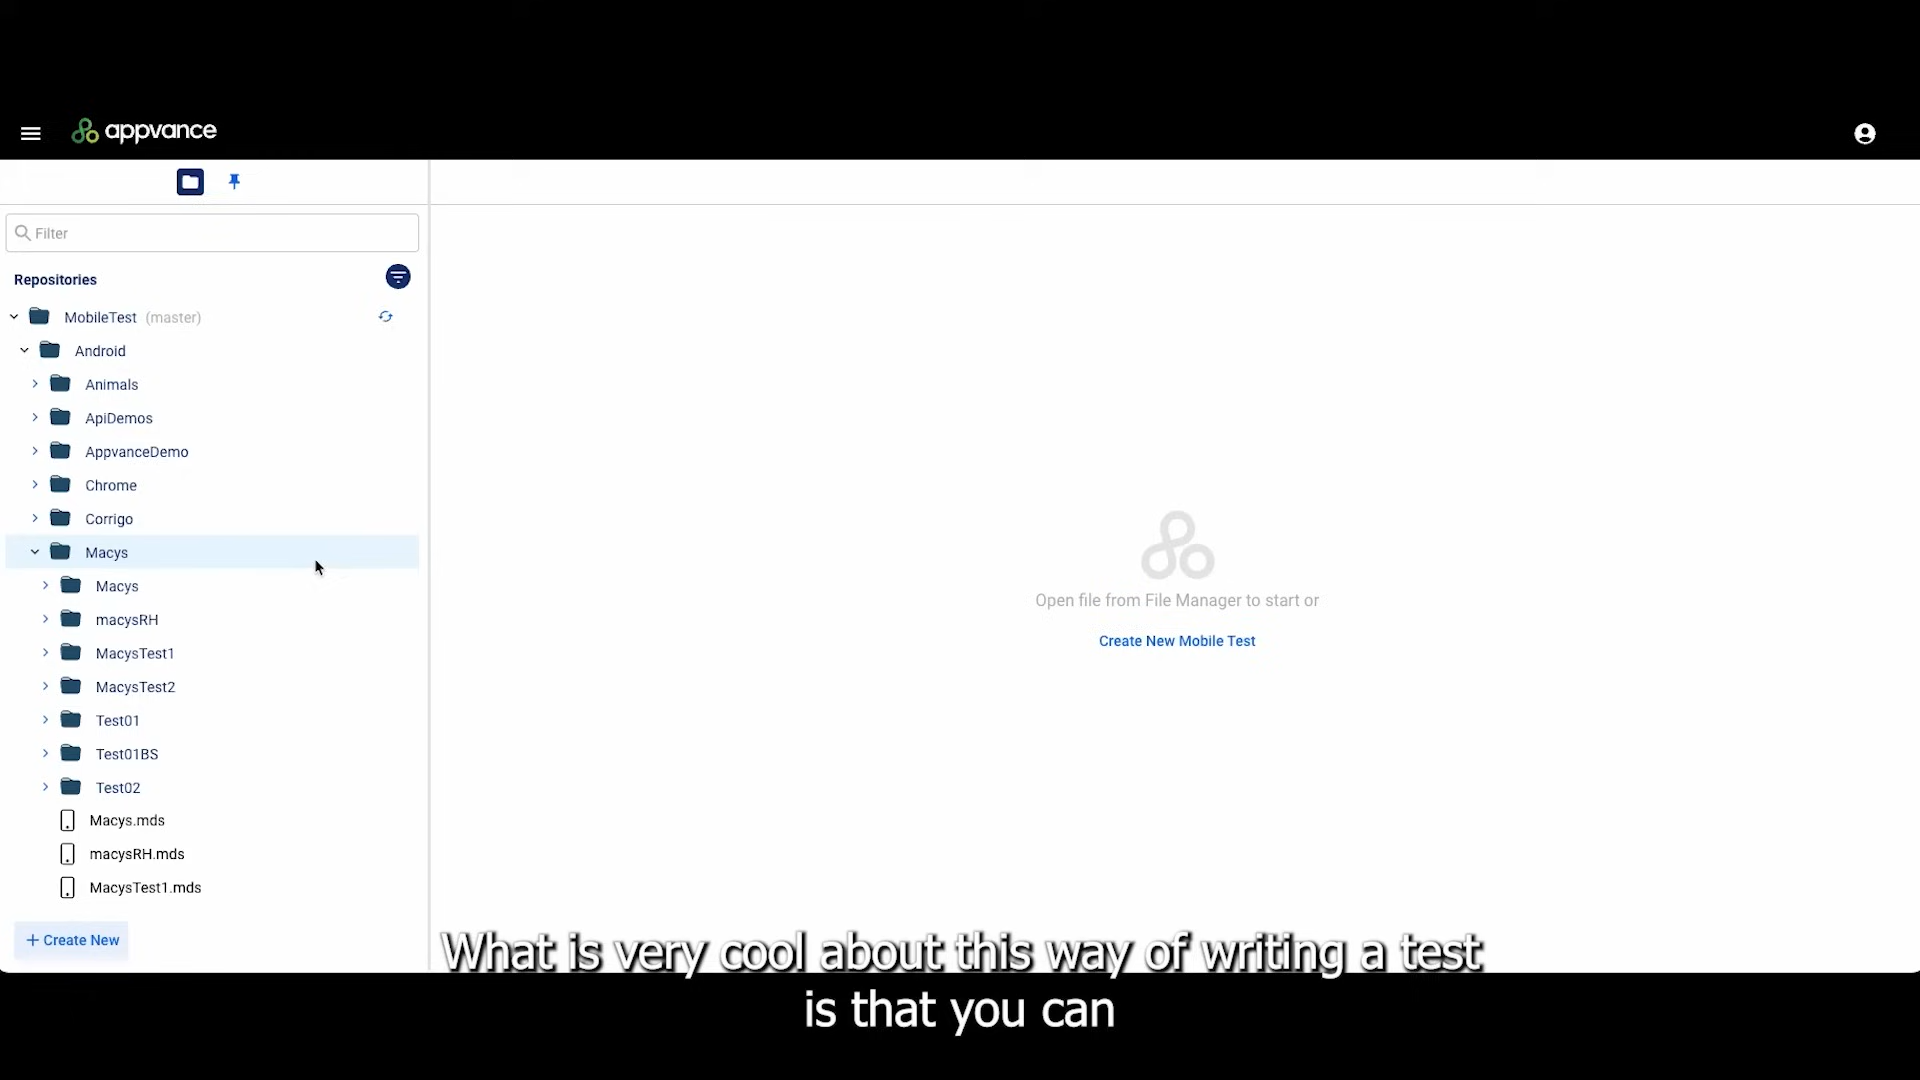 appvance
Filter
Repositories
MobileTest (master)
Android
Animals
ApiDemos
AppvanceDemo
Chrome
Corrigo
Macys
Macys
macysRH
MacysTest1
MacysTest2
Test01
Test01BS
Test02
Macys.mds
macysRH.mds
MacysTest1.mds
+ Create New
Open file from File Manager to start or
Create New Mobile Test
What is very cool about this way of writing a test
is that you can